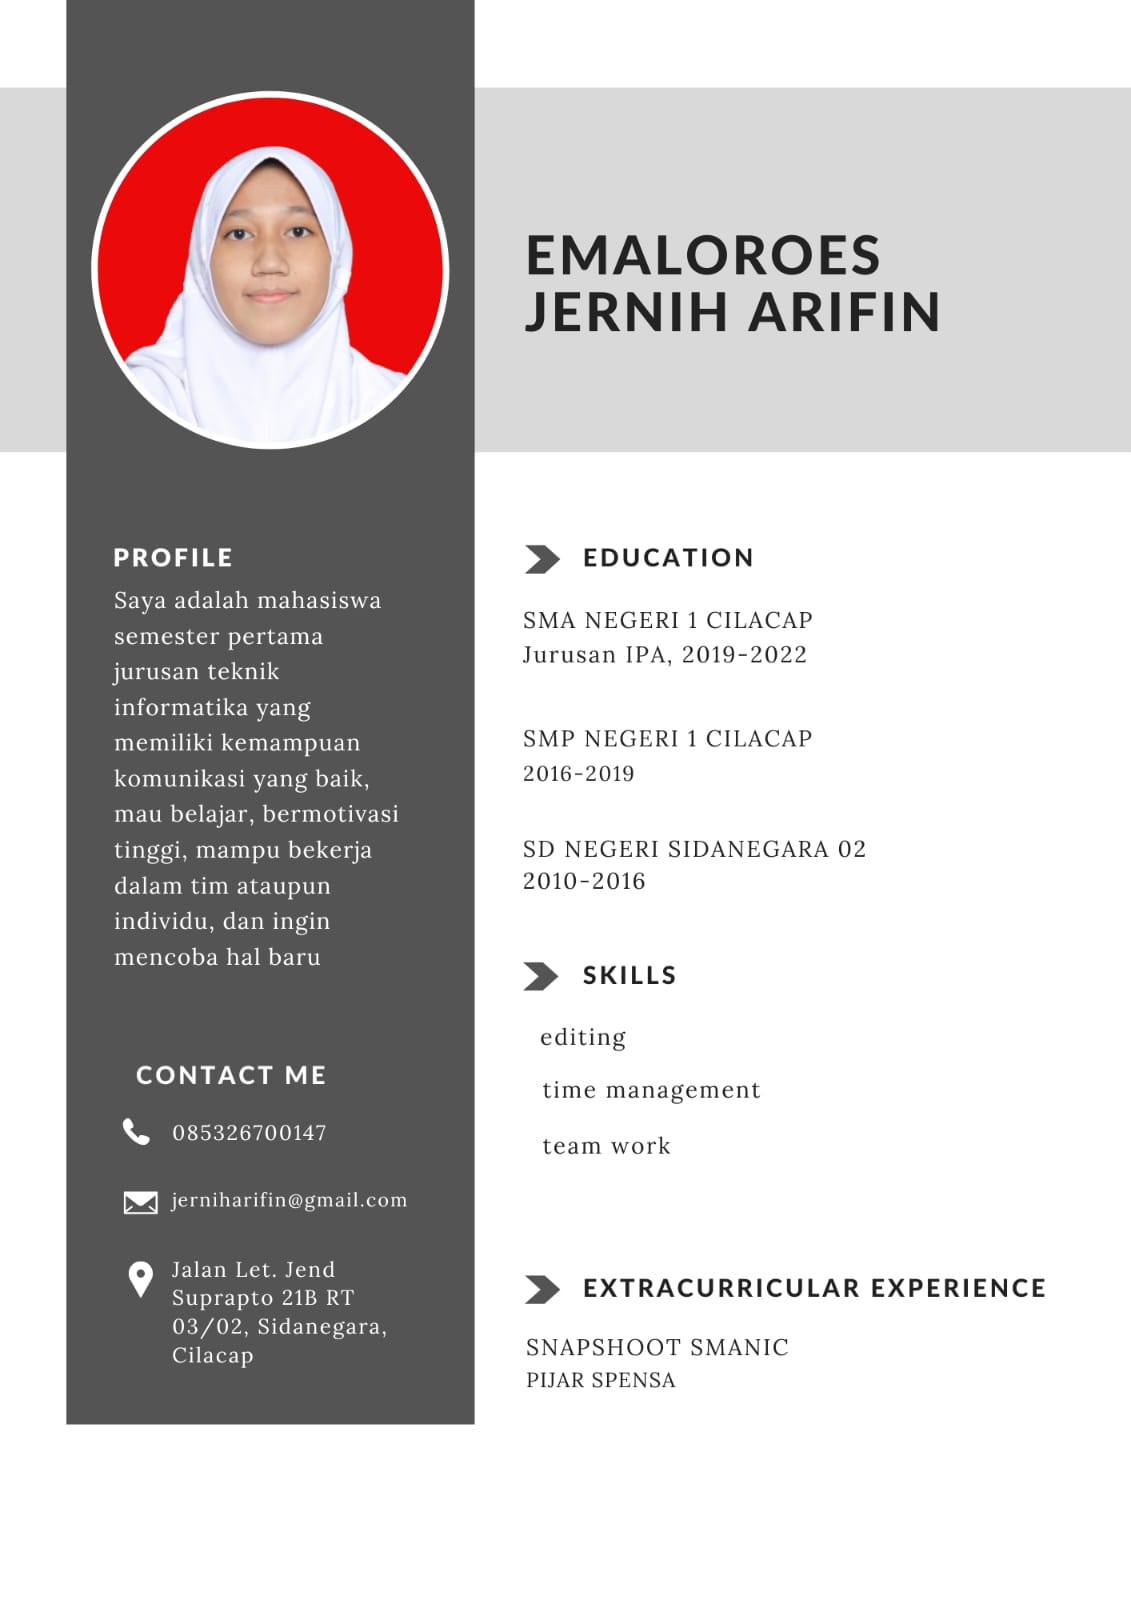 EMALOROES
JERNIH ARIFIN
PROFILE
Saya adalah mahasiswa
semester pertama
jurusan teknik
informatika yang
memiliki kemampuan
komunikasi yang baik,
mau belajar, bermotivasi
tinggi, mampu bekerja
dalam tim ataupun
individu, dan ingin
mencoba hal baru
CONTACT ME
085326700147
jerniharifin@gmail.com
Jalan Let. Jend
Suprapto 21B RT
03/02, Sidanegara,
Cilacap
EDUCATION
SMA NEGERI 1 CILACAP
Jurusan IPA, 2019-2022
SMP NEGERI 1 CILACAP
2016-2019
SD NEGERI SIDANEGARA 02
2010-2016
SKILLS
editing
time management
team work
EXTRACURRICULAR EXPERIENCE
SNAPSHOOT SMANIC
PIJAR SPENSA